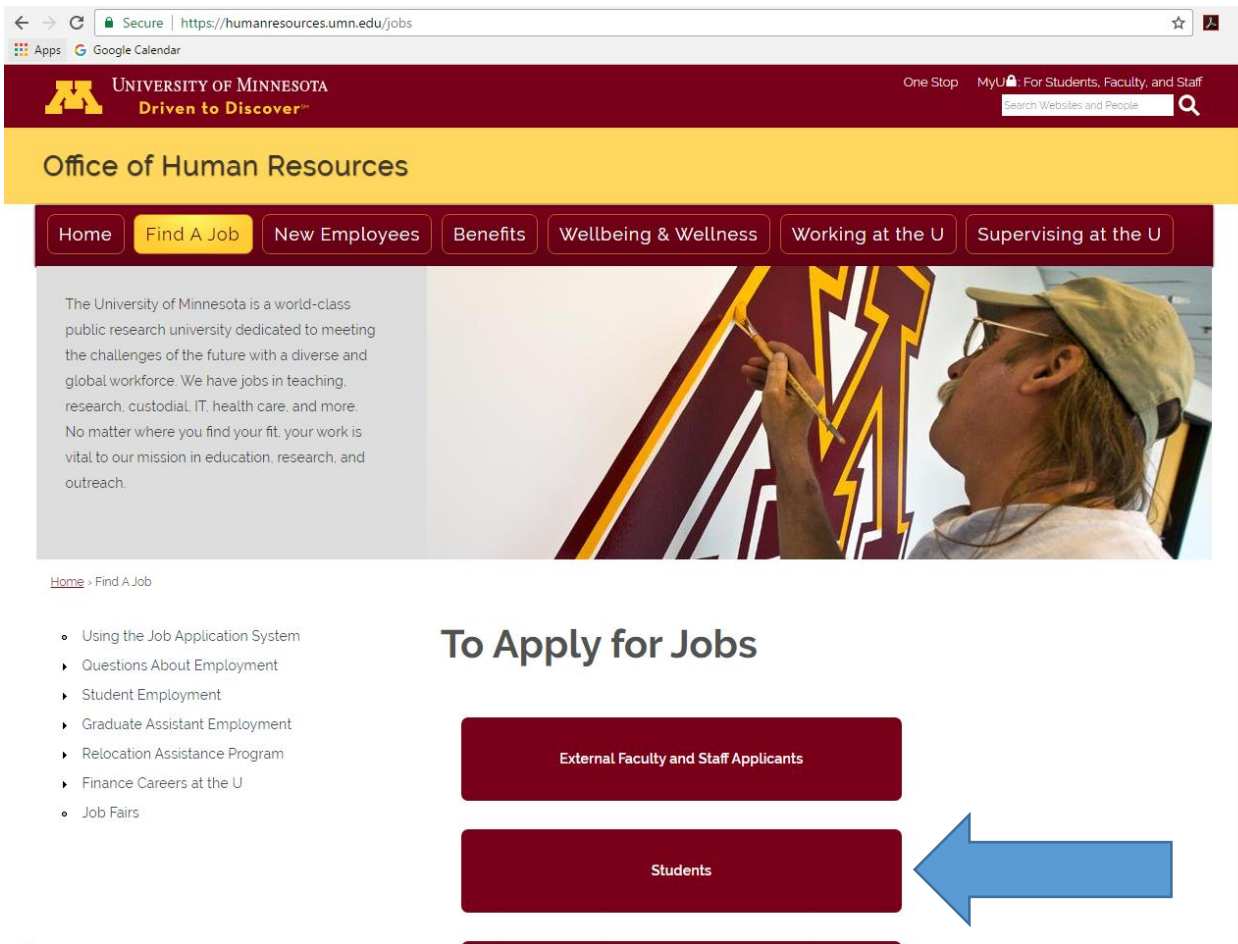 Secure | https://humanresources.umn.edu/jobs
Apps G Google Calendar
UNIVERSITY OF MINNESOTA
Driven to Discover℠
One Stop MyU: For Students, Faculty, and Staff
Search Websites and People
Office of Human Resources
Home Find A Job New Employees Benefits Wellbeing & Wellness Working at the U Supervising at the U
The University of Minnesota is a world-class
public research university dedicated to meeting
the challenges of the future with a diverse and
global workforce. We have jobs in teaching,
research, custodial, IT, health care, and more.
No matter where you find your fit, your work is
vital to our mission in education, research, and
outreach.
Home › Find A Job
Using the Job Application System
Questions About Employment
Student Employment
Graduate Assistant Employment
Relocation Assistance Program
Finance Careers at the U
Job Fairs
To Apply for Jobs
External Faculty and Staff Applicants
Students